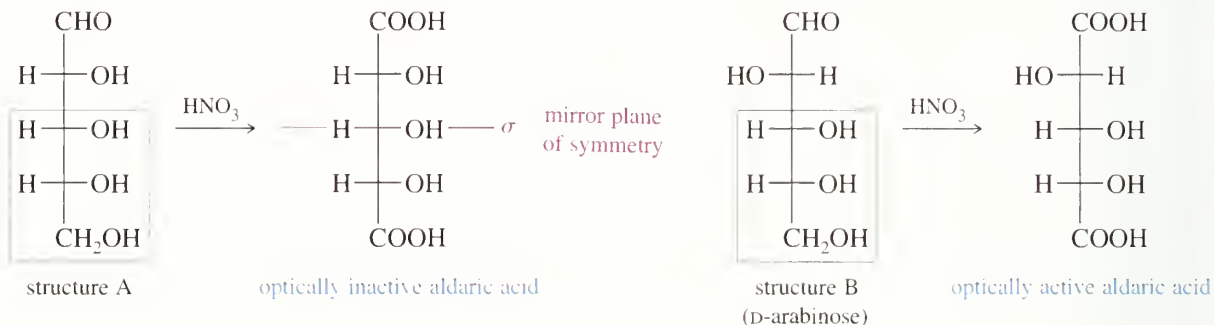 CHO
H OH
H OH
H OH
CH₂OH
structure A
HNO₃
COOH
H OH
H OH σ
H OH
COOH
optically inactive aldaric acid
mirror plane
of symmetry
CHO
HO H
H OH
H OH
CH₂OH
structure B
(D-arabinose)
HNO₃
COOH
HO H
H OH
H OH
COOH
optically active aldaric acid